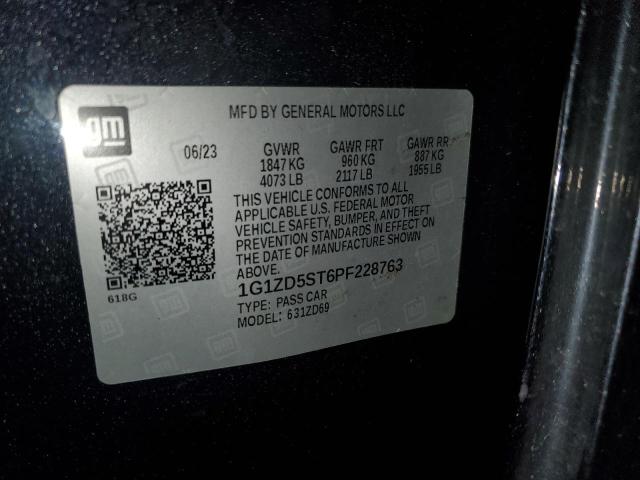 gm
MFD BY GENERAL MOTORS LLC
06/23 GVWR GAWR FRT GAWR RR
1847 KG 960 KG 887 KG
4073 LB 2117 LB 1955 LB
THIS VEHICLE CONFORMS TO ALL
APPLICABLE U.S. FEDERAL MOTOR
VEHICLE SAFETY, BUMPER, AND THEFT
PREVENTION STANDARDS IN EFFECT ON
THE DATE OF MANUFACTURE SHOWN
ABOVE.
618G
1G1ZD5ST6PF228763
TYPE: PASS CAR
MODEL: 631ZD69